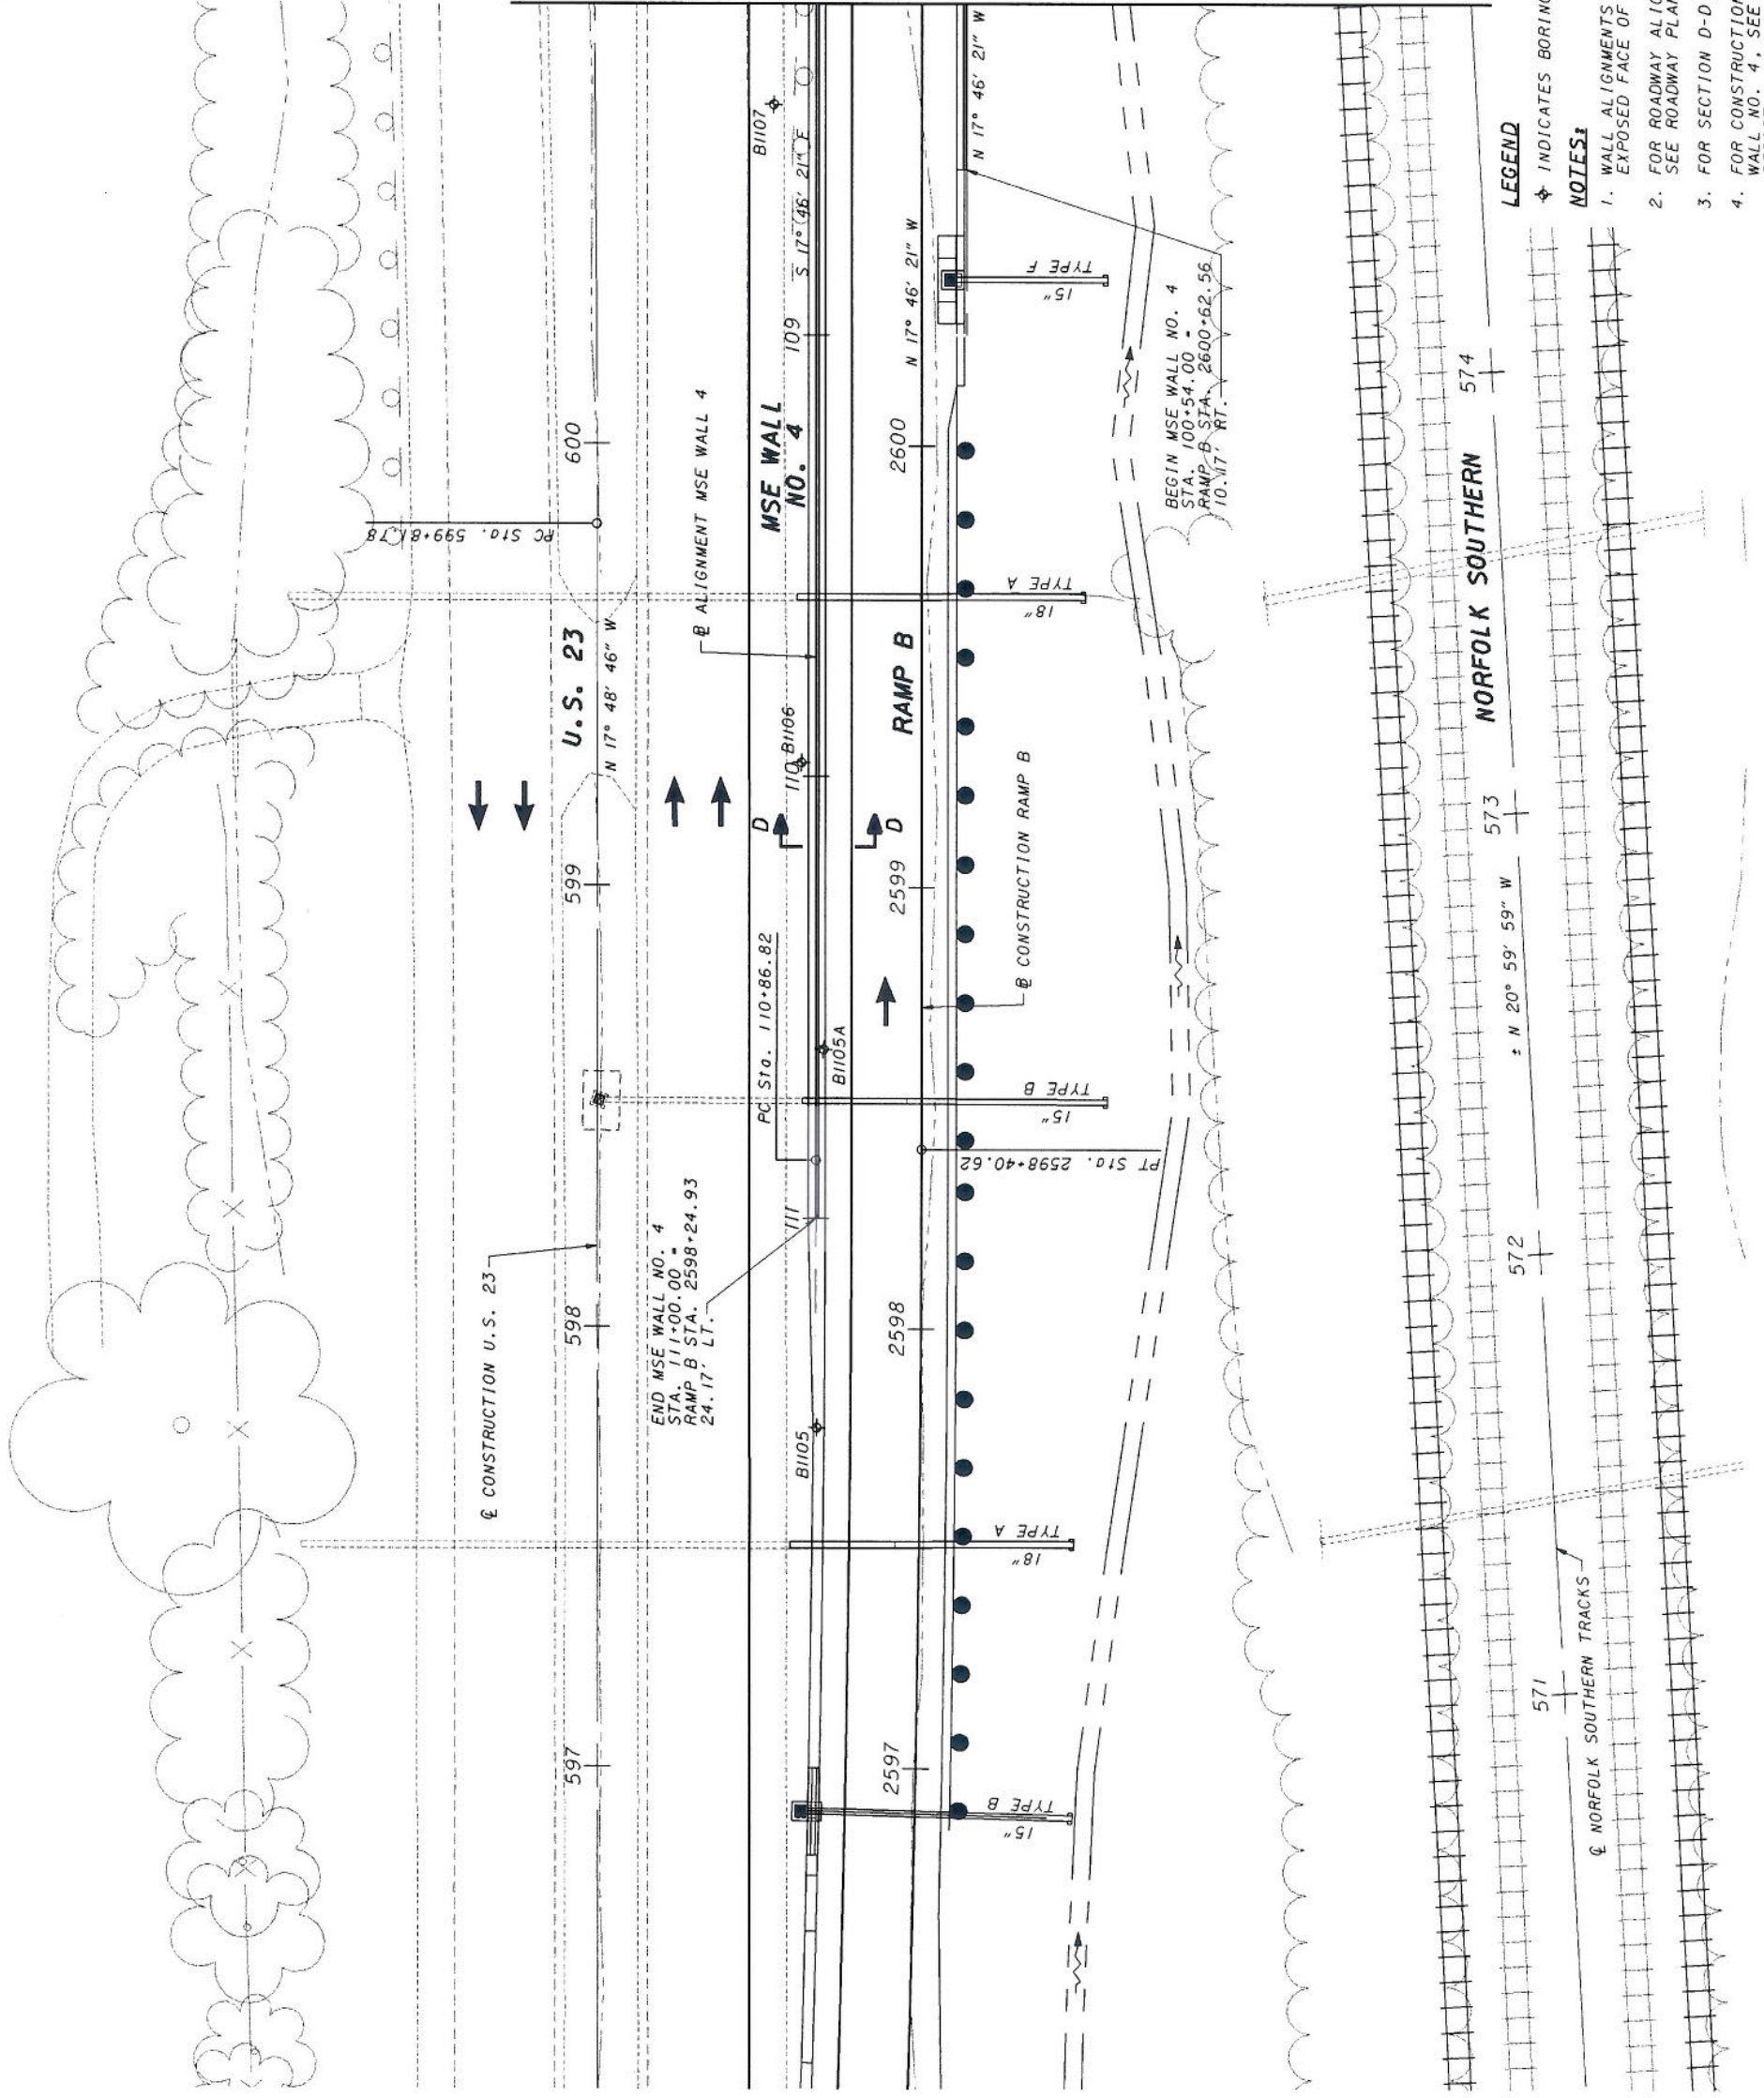 PC Sta. 599+81.78
U.S. 23
N 17° 48' 46" W
597
598
599
600
℄ CONSTRUCTION U.S. 23
END MSE WALL NO. 4
STA. 111+00.00 =
RAMP B STA. 2598+24.93
24.17' LT.
PC Sta. 110+86.82
℔ ALIGNMENT MSE WALL 4
MSE WALL
NO. 4
B1107
S 17° 46' 21" E
109
110
B1106
111
B1105
B1105A
D
D
RAMP B
2597
2598
2599
2600
N 17° 46' 21" W
N 17° 46' 21" W
℔ CONSTRUCTION RAMP B
PT Sta. 2598+40.62
15"
TYPE B
18"
TYPE A
15"
TYPE B
18"
TYPE A
15"
TYPE F
BEGIN MSE WALL NO. 4
STA. 100+54.00 =
RAMP B STA. 2600+62.56
10.17' RT.
NORFOLK SOUTHERN
571
572
573
574
± N 20° 59' 59" W
℄ NORFOLK SOUTHERN TRACKS
LEGEND
INDICATES BORING
NOTES:
1. WALL ALIGNMENTS
EXPOSED FACE OF
2. FOR ROADWAY
SEE ROADWAY
3. FOR SECTION D-D
4. FOR CONSTRUCTION
WALL NO. 4, SEE